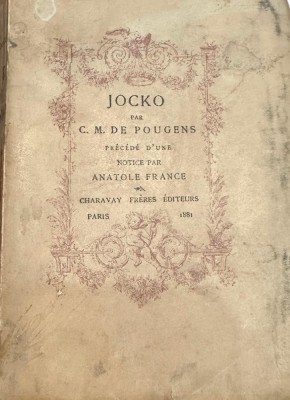 JOCKO
PAR
C. M. DE POUGENS
PRÉCÉDÉ D'UNE
NOTICE PAR
ANATOLE FRANCE
CHARAVAY FRÈRES ÉDITEURS
PARIS 1881